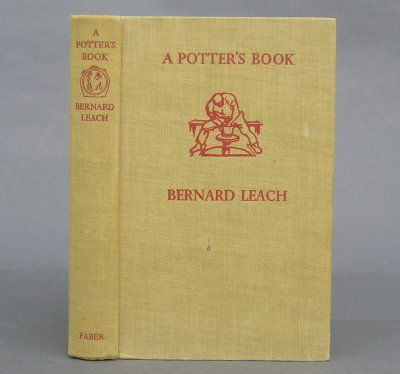 A
POTTER'S
BOOK
BERNARD
LEACH
FABER
A POTTER'S BOOK
BERNARD LEACH